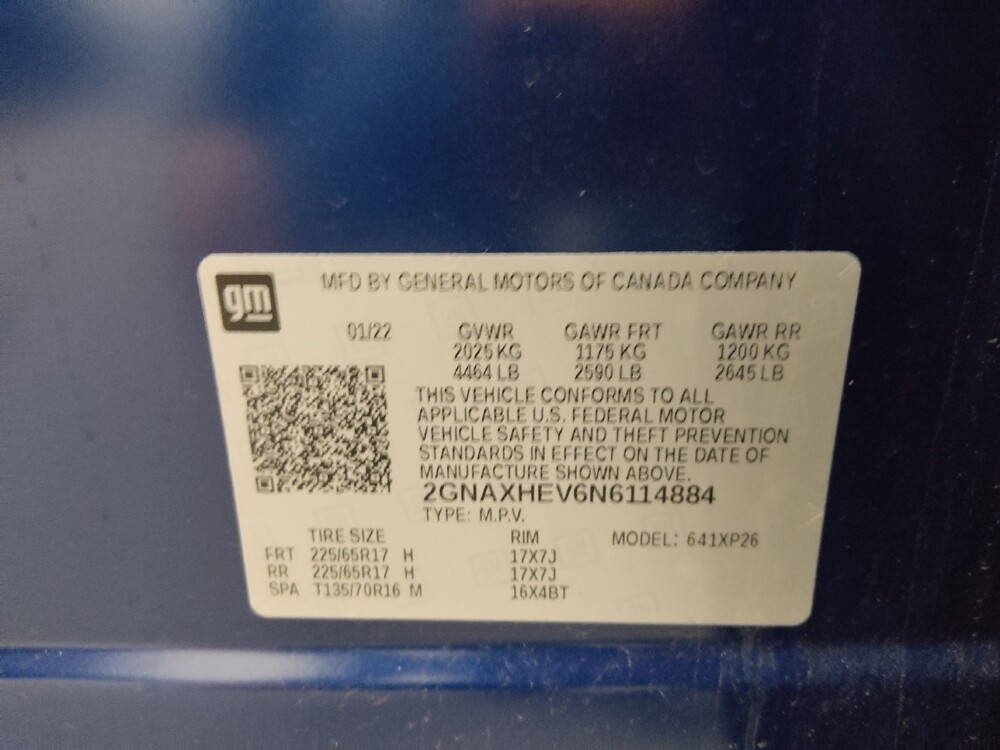 gm
MFD BY GENERAL MOTORS OF CANADA COMPANY
01/22 GVWR GAWR FRT GAWR RR
2025 KG 1175 KG 1200 KG
4464 LB 2590 LB 2645 LB
THIS VEHICLE CONFORMS TO ALL
APPLICABLE U.S. FEDERAL MOTOR
VEHICLE SAFETY AND THEFT PREVENTION
STANDARDS IN EFFECT ON THE DATE OF
MANUFACTURE SHOWN ABOVE.
2GNAXHEV6N6114884
TYPE: M.P.V.
TIRE SIZE RIM MODEL: 641XP26
FRT 225/65R17 H 17X7J
RR 225/65R17 H 17X7J
SPA T135/70R16 M 16X4BT